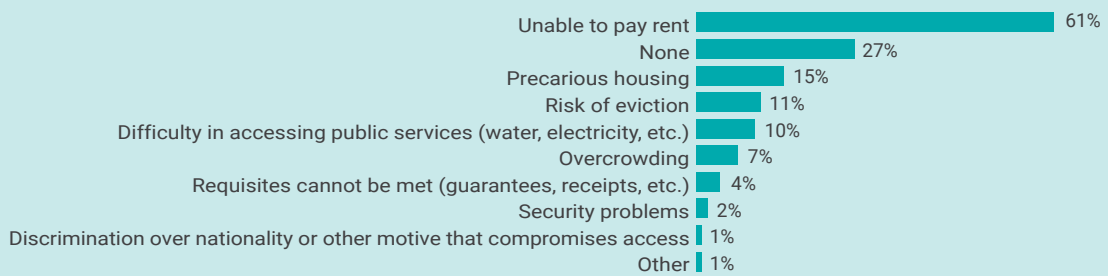 Unable to pay rent 61%
None 27%
Precarious housing 15%
Risk of eviction 11%
Difficulty in accessing public services (water, electricity, etc.) 10%
Overcrowding 7%
Requisites cannot be met (guarantees, receipts, etc.) 4%
Security problems 2%
Discrimination over nationality or other motive that compromises access 1%
Other 1%